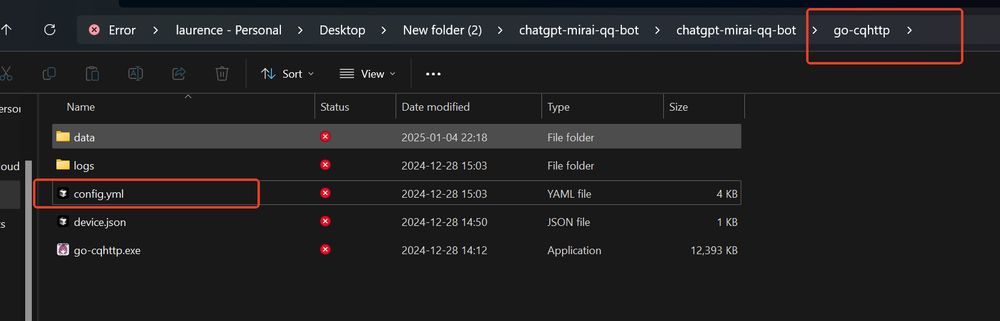 Error > laurence - Personal > Desktop > New folder (2) > chatgpt-mirai-qq-bot > chatgpt-mirai-qq-bot > go-cqhttp >
Sort View
Name Status Date modified Type Size
data 2025-01-04 22:18 File folder
logs 2024-12-28 15:03 File folder
config.yml 2024-12-28 15:03 YAML file 4 KB
device.json 2024-12-28 14:50 JSON file 1 KB
go-cqhttp.exe 2024-12-28 14:12 Application 12,393 KB